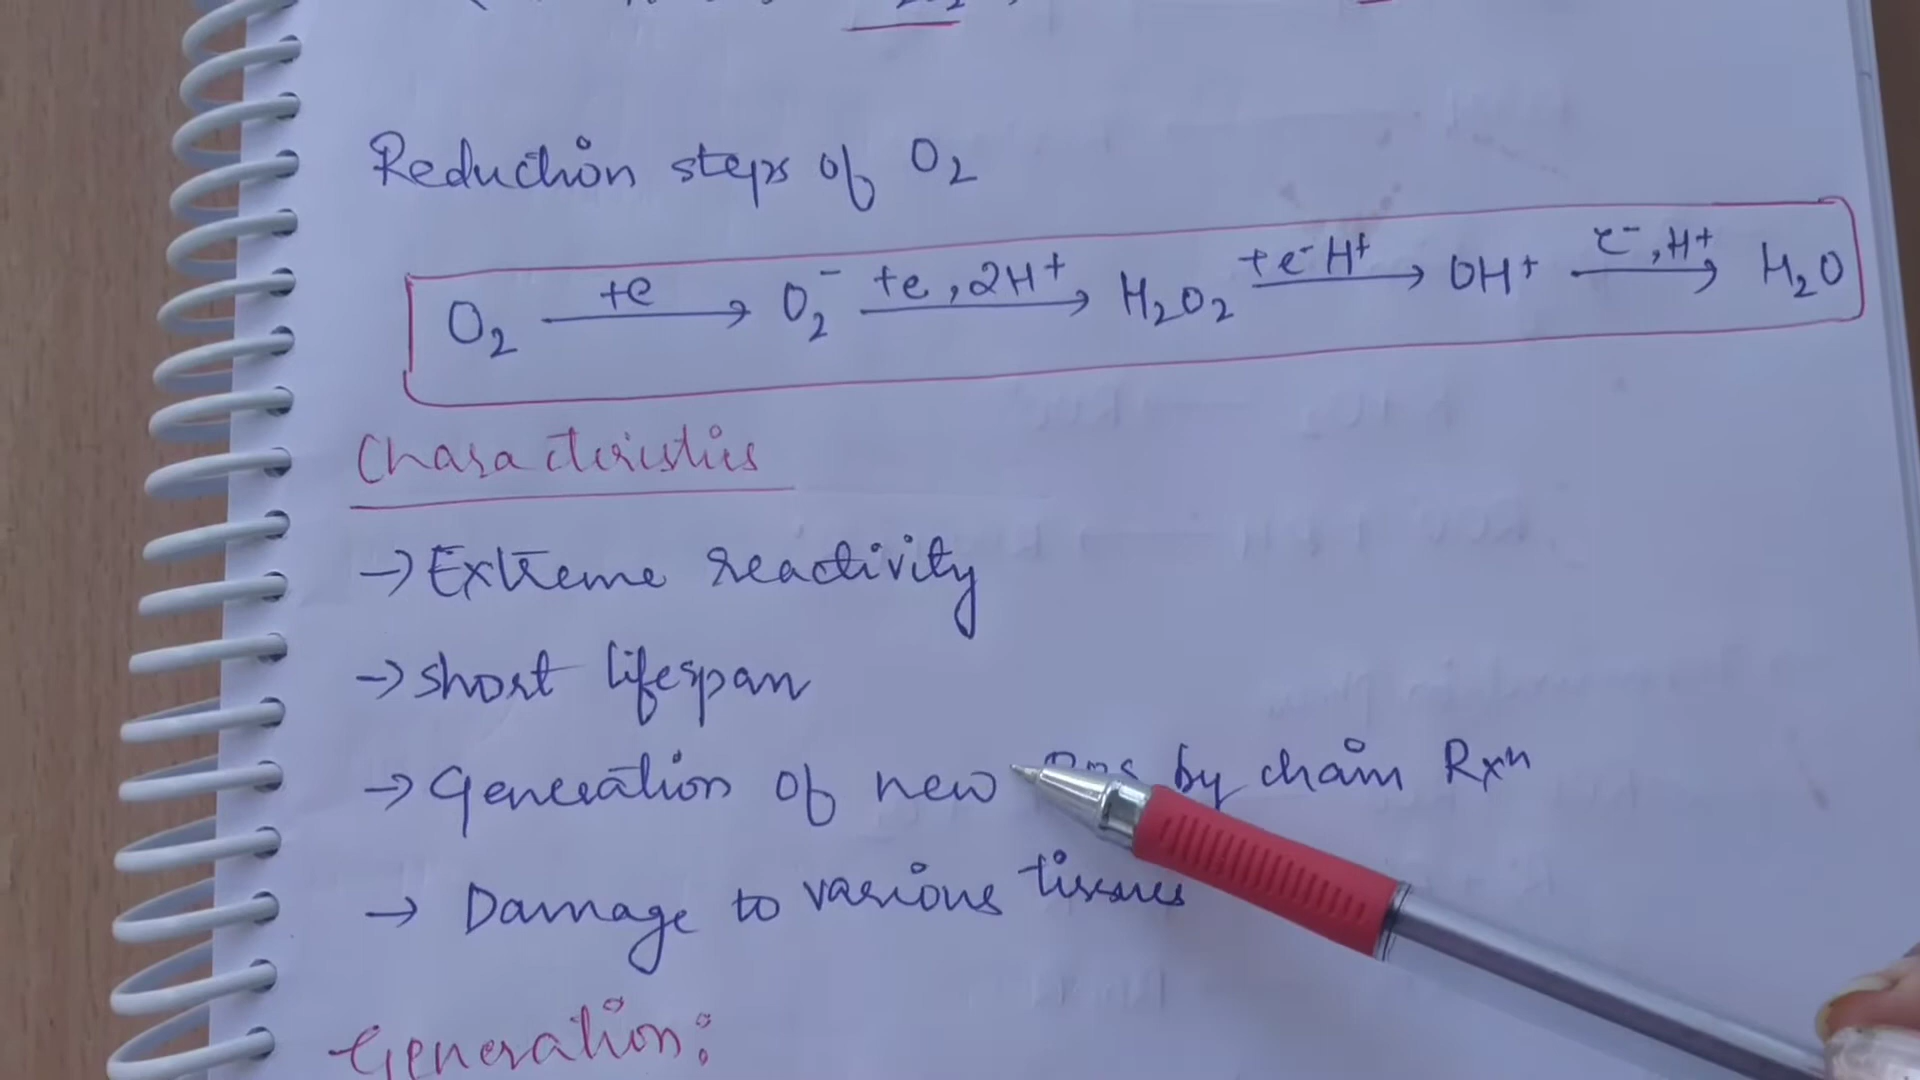 Reduction steps of O2
O2 +e → O2⁻ +e, 2H+ → H2O2 +e⁻ H+ → OH+ e⁻, H+ → H2O
Characteristics
→ Extreme reactivity
→ Short lifespan
→ Generation of new by chain Rxn
→ Damage to various tissues
Generation: